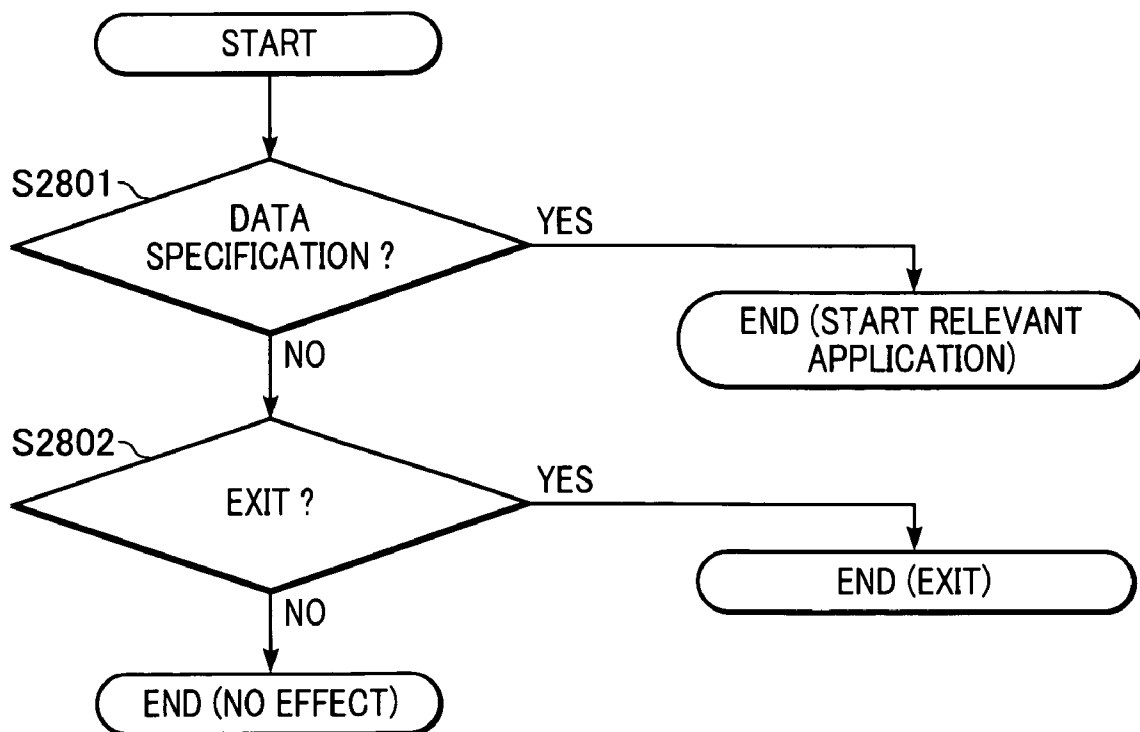 START
S2801
DATA
SPECIFICATION ?
YES
END (START RELEVANT
APPLICATION)
NO
S2802
EXIT ?
YES
END (EXIT)
NO
END (NO EFFECT)